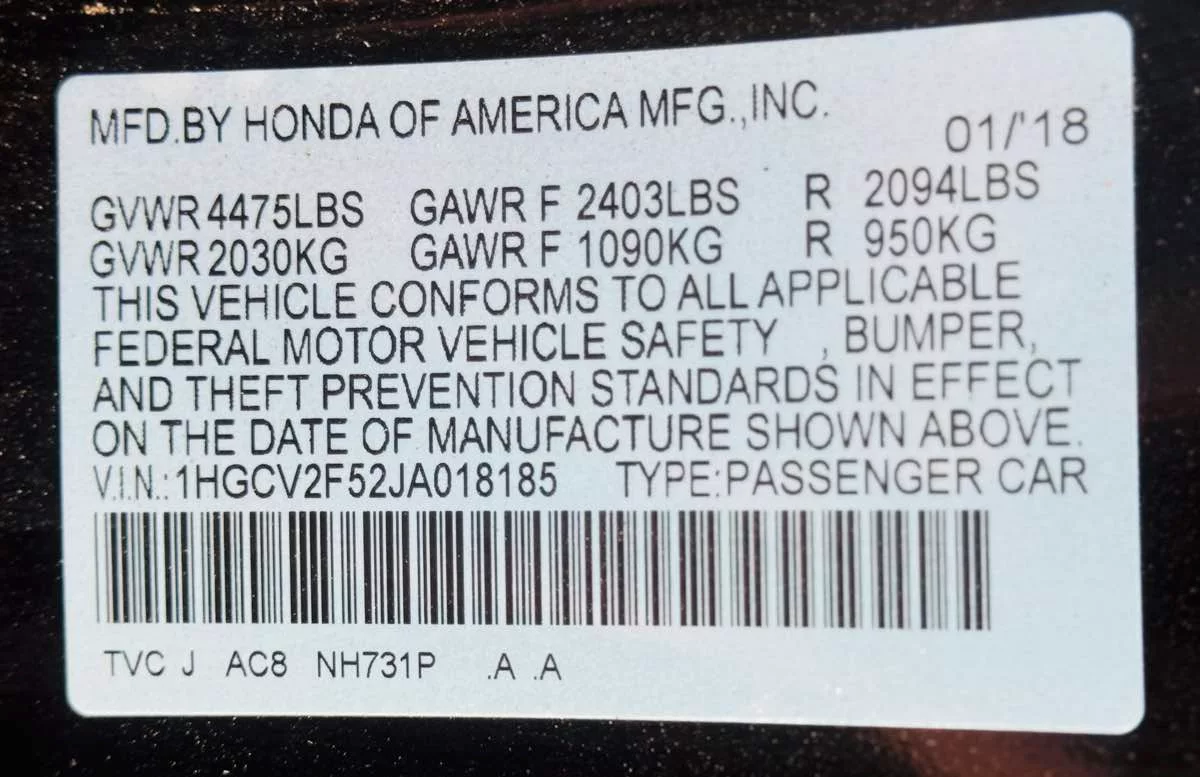 MFD.BY HONDA OF AMERICA MFG.,INC.
01/'18
GVWR 4475LBS GAWR F 2403LBS R 2094LBS
GVWR 2030KG GAWR F 1090KG R 950KG
THIS VEHICLE CONFORMS TO ALL APPLICABLE
FEDERAL MOTOR VEHICLE SAFETY , BUMPER,
AND THEFT PREVENTION STANDARDS IN EFFECT
ON THE DATE OF MANUFACTURE SHOWN ABOVE.
V.I.N.:1HGCV2F52JA018185 TYPE:PASSENGER CAR
TVC J AC8 NH731P .A .A